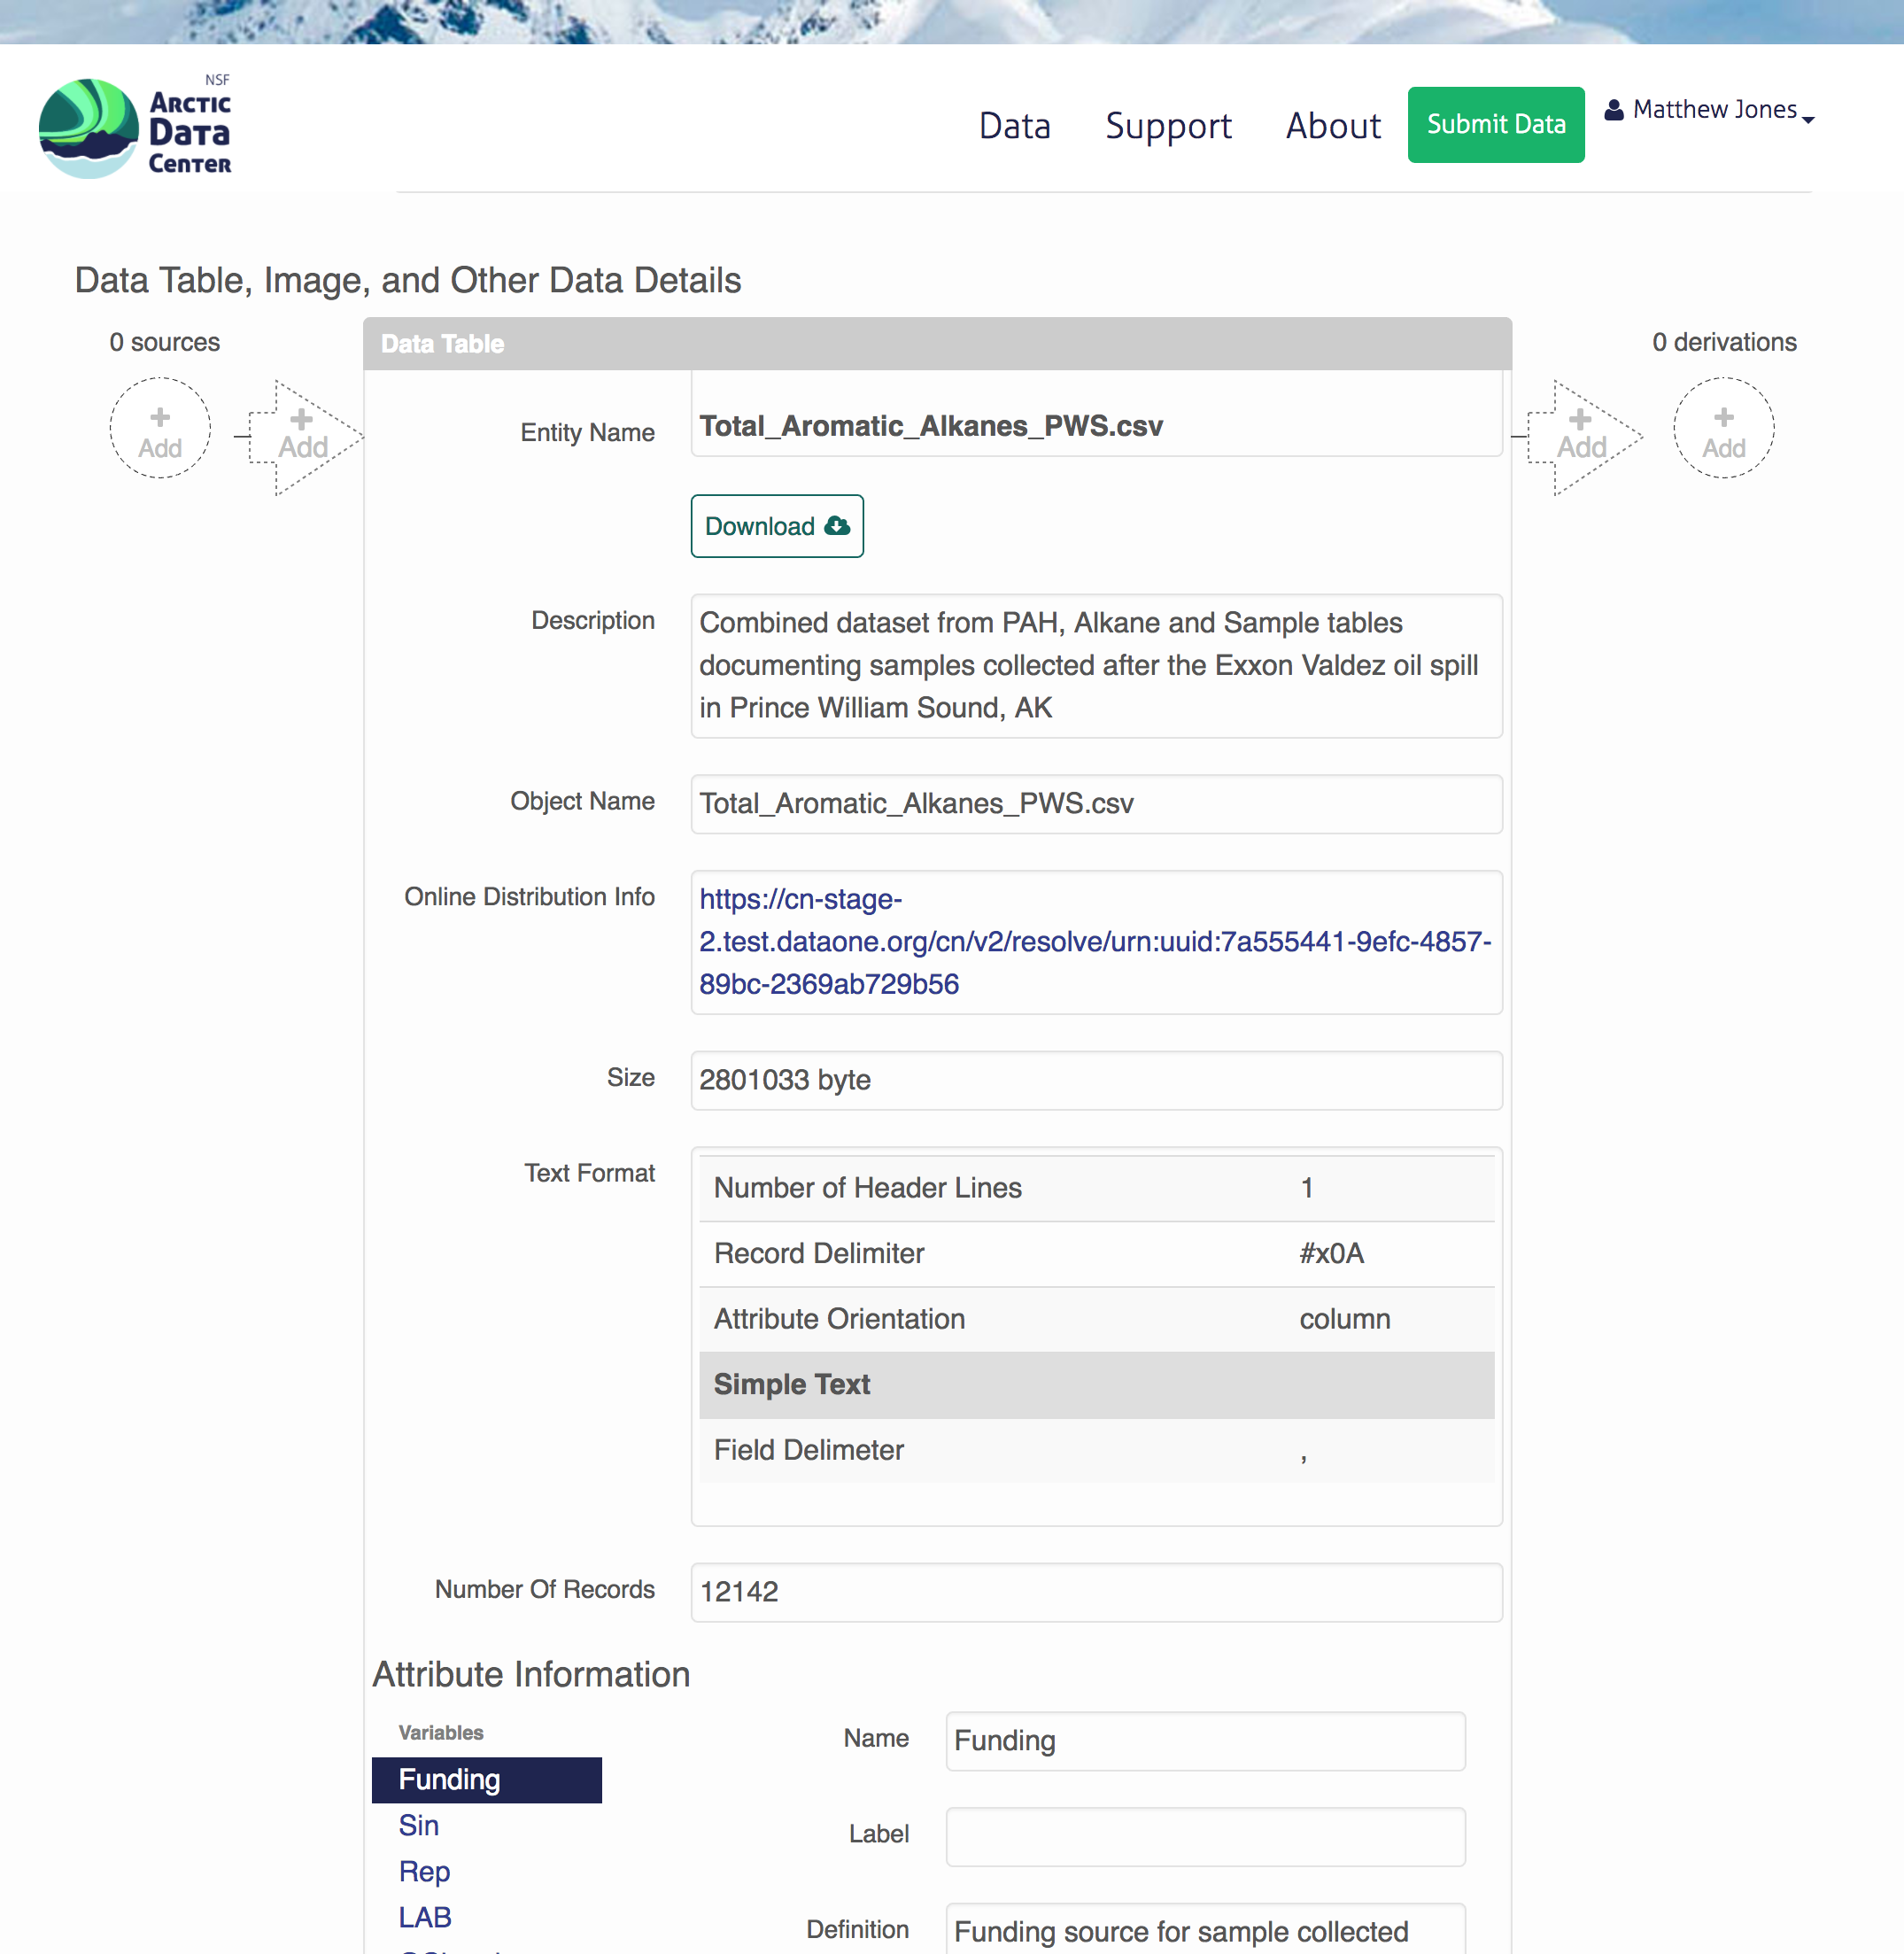 NSF
ARCTIC
DATA
CENTER
Data
Support
About
Submit Data
Matthew Jones
Data Table, Image, and Other Data Details
0 sources
Data Table
0 derivations
Add
Add
Entity Name
Total_Aromatic_Alkanes_PWS.csv
Add
Add
Download
Description
Combined dataset from PAH, Alkane and Sample tables
documenting samples collected after the Exxon Valdez oil spill
in Prince William Sound, AK
Object Name
Total_Aromatic_Alkanes_PWS.csv
Online Distribution Info
https://cn-stage-
2.test.dataone.org/cn/v2/resolve/urn:uuid:7a555441-9efc-4857-
89bc-2369ab729b56
Size
2801033 byte
Text Format
Number of Header Lines 1
Record Delimiter #x0A
Attribute Orientation column
Simple Text
Field Delimeter ,
Number Of Records
12142
Attribute Information
Variables
Funding
Sin
Rep
LAB
Name
Funding
Label
Definition
Funding source for sample collected